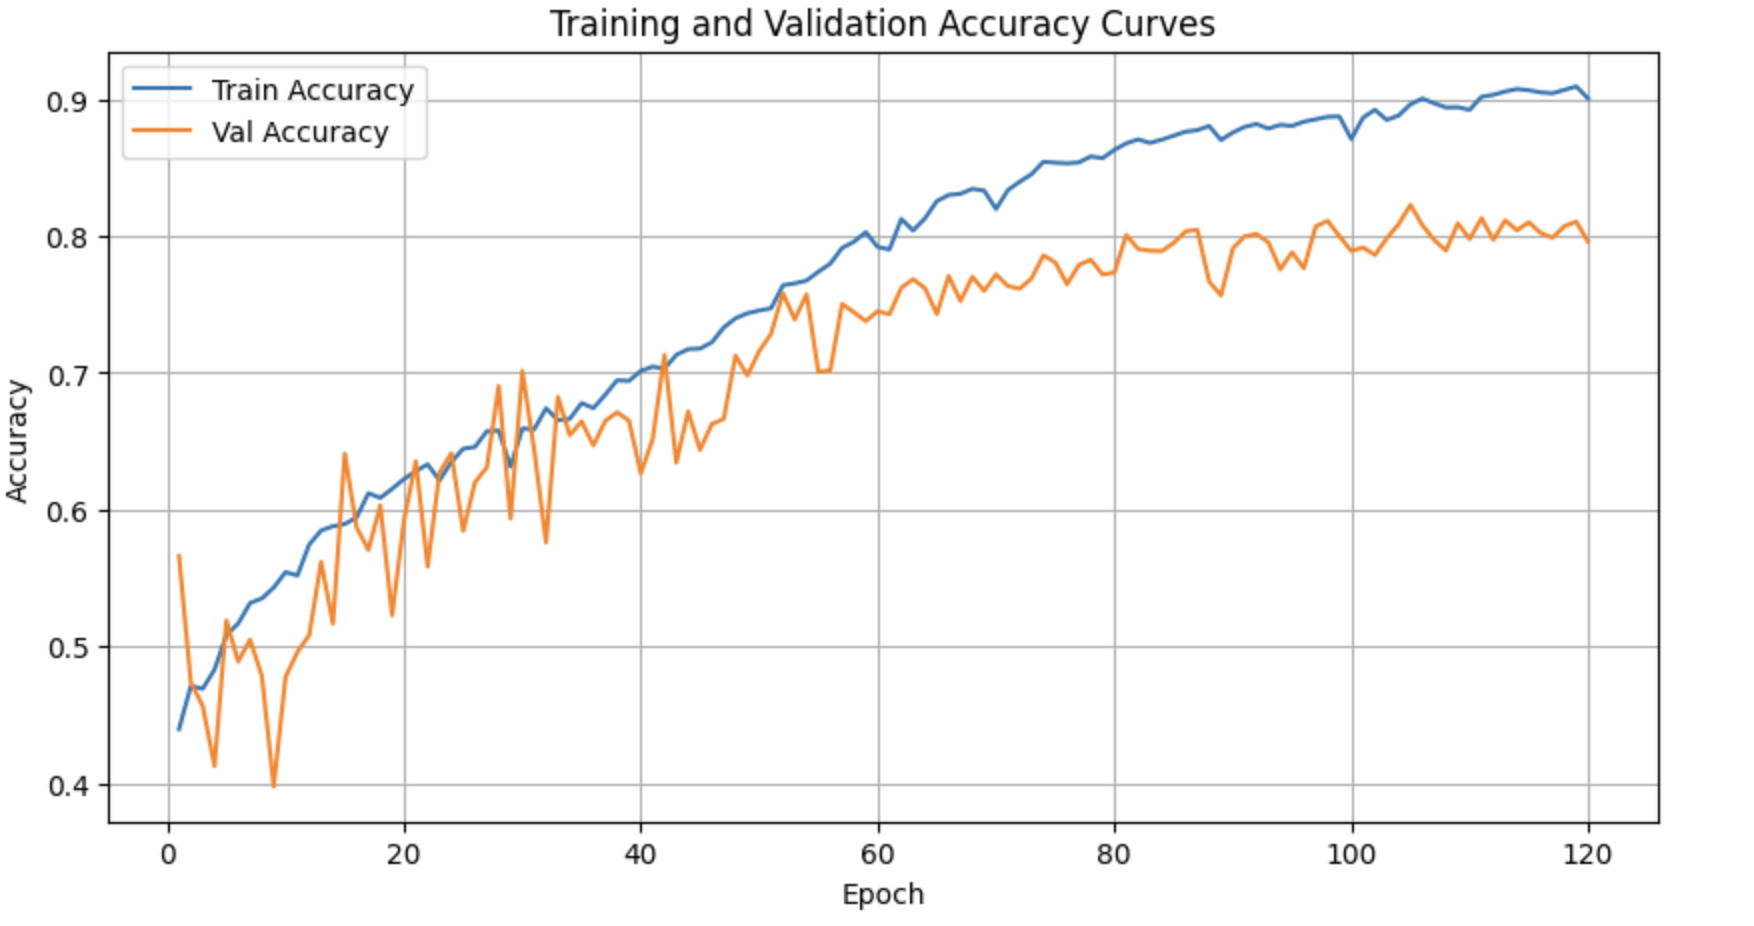 Training and Validation Accuracy Curves
Train Accuracy
Val Accuracy
0.9
0.8
0.7
0.6
0.5
0.4
Accuracy
0 20 40 60 80 100 120
Epoch